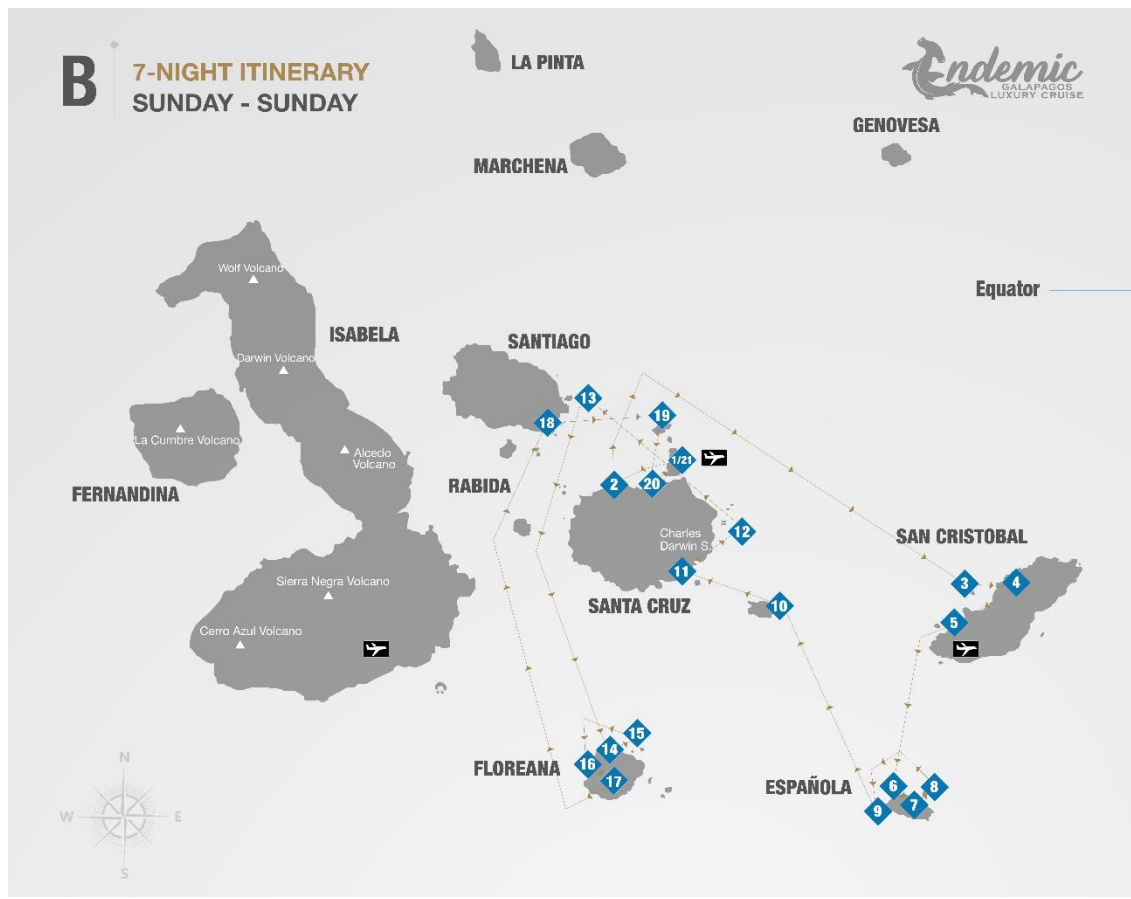 B
7-NIGHT ITINERARY
SUNDAY - SUNDAY
LA PINTA
Endemic
GALAPAGOS
LUXURY CRUISE
GENOVESA
MARCHENA
Wolf Volcano
Equator
ISABELA
SANTIAGO
Darwin Volcano
13
19
18
La Cumbre Volcano
Alcedo
Volcano
1/21
FERNANDINA
RABIDA
2
20
12
Charles
Darwin S.
SAN CRISTOBAL
11
SANTA CRUZ
3
4
Sierra Negra Volcano
10
5
Cerro Azul Volcano
15
14
16
17
FLOREANA
ESPAÑOLA
6
8
7
9
N
W
E
S